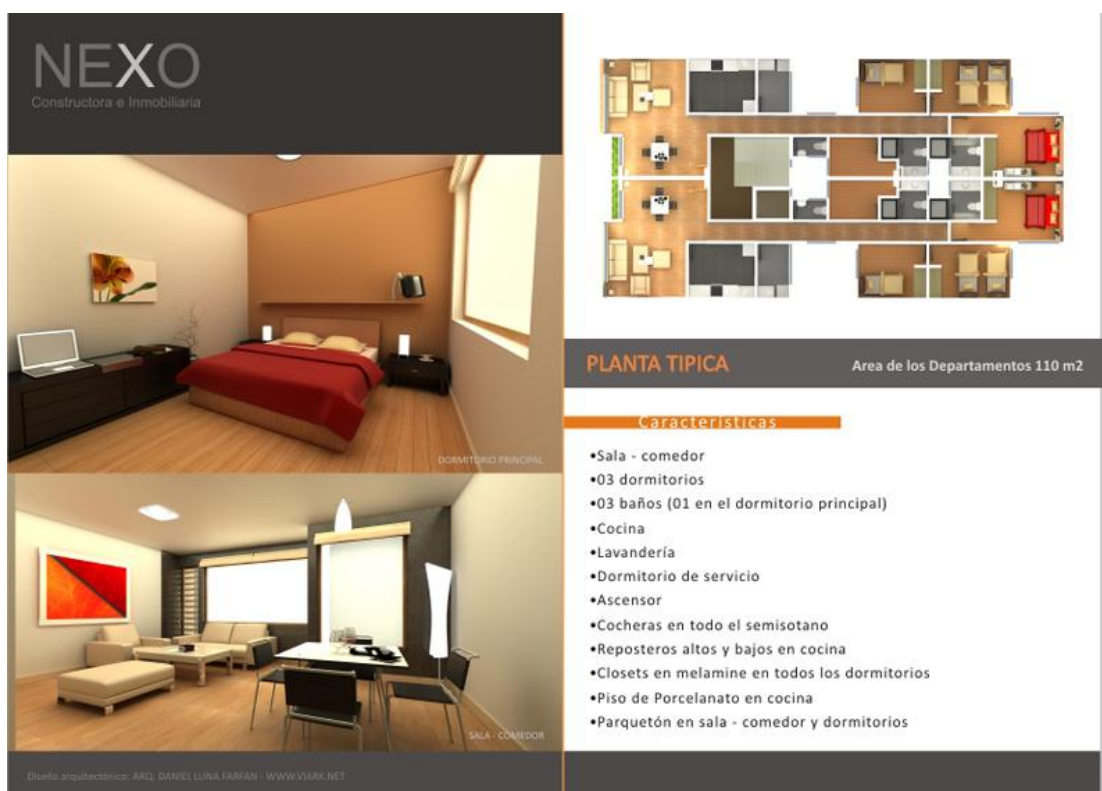 NEXO
Constructora e Inmobiliaria
DORMITORIO PRINCIPAL
SALA - COMEDOR
Diseño arquitectónico: ARQ. DANIEL LUNA FARFAN - WWW.VJARK.NET
PLANTA TIPICA
Area de los Departamentos 110 m2
Características
•Sala - comedor
•03 dormitorios
•03 baños (01 en el dormitorio principal)
•Cocina
•Lavandería
•Dormitorio de servicio
•Ascensor
•Cocheras en todo el semisotano
•Reposteros altos y bajos en cocina
•Closets en melamine en todos los dormitorios
•Piso de Porcelanato en cocina
•Parquetón en sala - comedor y dormitorios